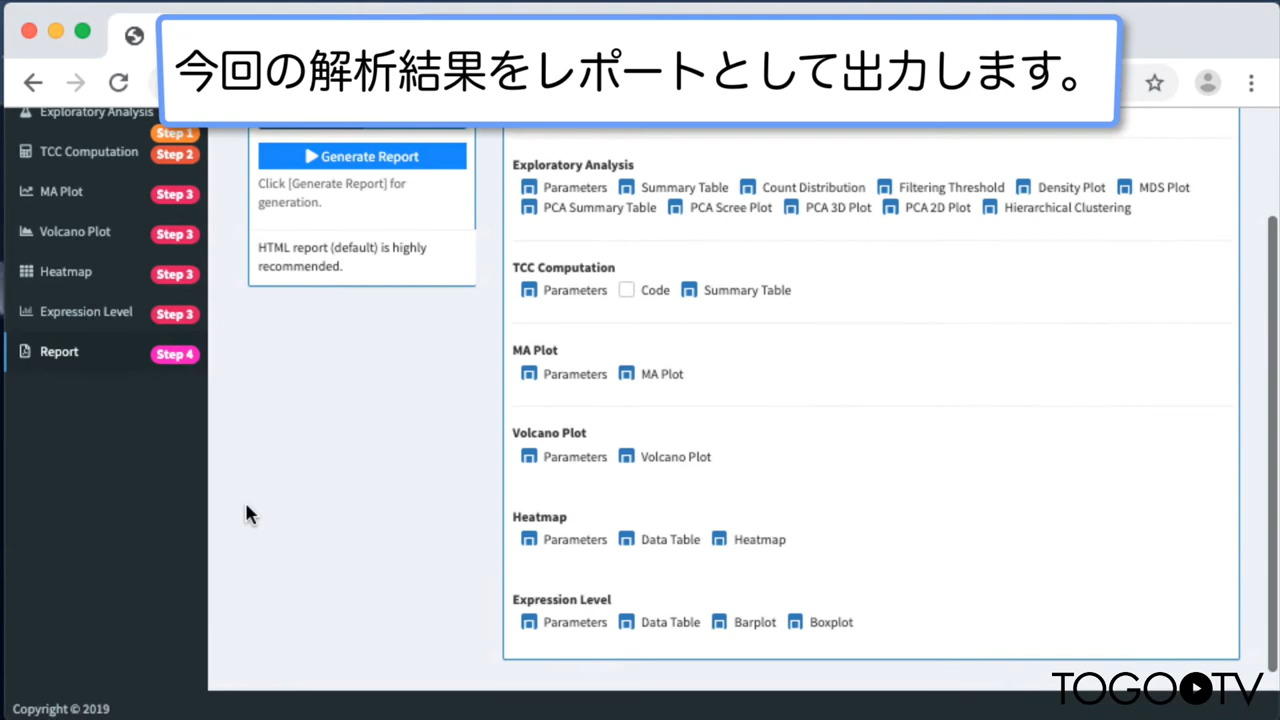 今回の解析結果をレポートとして出力します。
Exploratory Analysis Step 1
TCC Computation Step 2
MA Plot Step 3
Volcano Plot Step 3
Heatmap Step 3
Expression Level Step 3
Report Step 4
Copyright © 2019
Generate Report
Click [Generate Report] for
generation.
HTML report (default) is highly
recommended.
Exploratory Analysis
Parameters Summary Table Count Distribution Filtering Threshold Density Plot MDS Plot
PCA Summary Table PCA Scree Plot PCA 3D Plot PCA 2D Plot Hierarchical Clustering
TCC Computation
Parameters Code Summary Table
MA Plot
Parameters MA Plot
Volcano Plot
Parameters Volcano Plot
Heatmap
Parameters Data Table Heatmap
Expression Level
Parameters Data Table Barplot Boxplot
TOGOTV